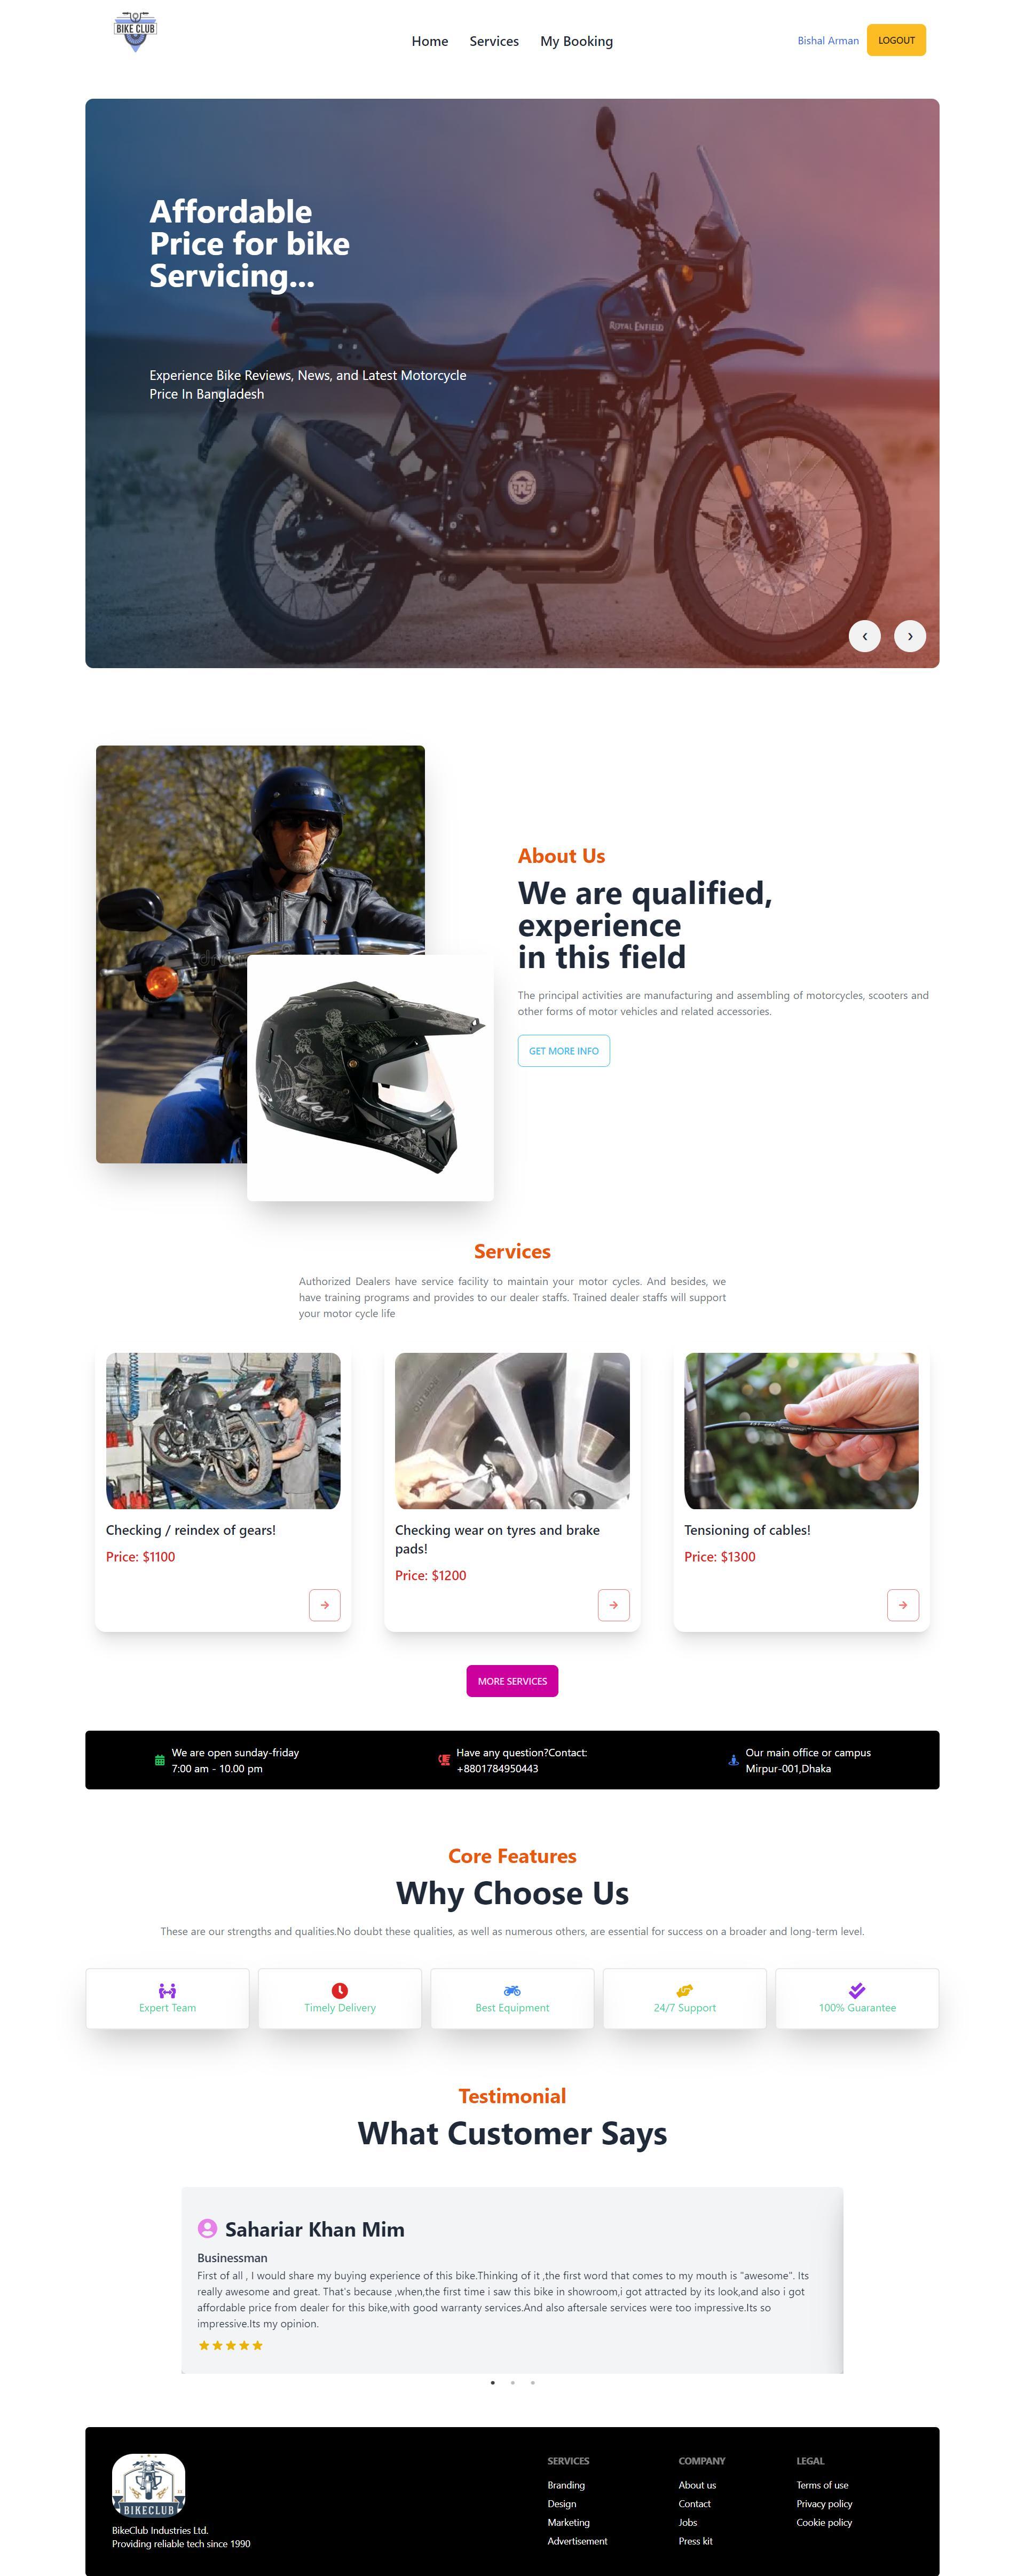 BIKE CLUB
Home Services My Booking
Bishal Arman LOGOUT
Affordable
Price for bike
Servicing...
ROYAL ENFIELD
Experience Bike Reviews, News, and Latest Motorcycle
Price In Bangladesh
‹ ›
About Us
We are qualified,
experience
in this field
The principal activities are manufacturing and assembling of motorcycles, scooters and
other forms of motor vehicles and related accessories.
GET MORE INFO
Vega
Services
Authorized Dealers have service facility to maintain your motor cycles. And besides, we
have training programs and provides to our dealer staffs. Trained dealer staffs will support
your motor cycle life
Checking / reindex of gears!
Price: $1100
Checking wear on tyres and brake
pads!
Price: $1200
Tensioning of cables!
Price: $1300
MORE SERVICES
We are open sunday-friday
7:00 am - 10.00 pm
Have any question?Contact:
+8801784950443
Our main office or campus
Mirpur-001,Dhaka
Core Features
Why Choose Us
These are our strengths and qualities.No doubt these qualities, as well as numerous others, are essential for success on a broader and long-term level.
Expert Team
Timely Delivery
Best Equipment
24/7 Support
100% Guarantee
Testimonial
What Customer Says
Sahariar Khan Mim
Businessman
First of all , I would share my buying experience of this bike.Thinking of it ,the first word that comes to my mouth is "awesome". Its
really awesome and great. That's because ,when,the first time i saw this bike in showroom,i got attracted by its look,and also i got
affordable price from dealer for this bike,with good warranty services.And also aftersale services were too impressive.Its so
impressive.Its my opinion.
BIKECLUB
BikeClub Industries Ltd.
Providing reliable tech since 1990
SERVICES
Branding
Design
Marketing
Advertisement
COMPANY
About us
Contact
Jobs
Press kit
LEGAL
Terms of use
Privacy policy
Cookie policy